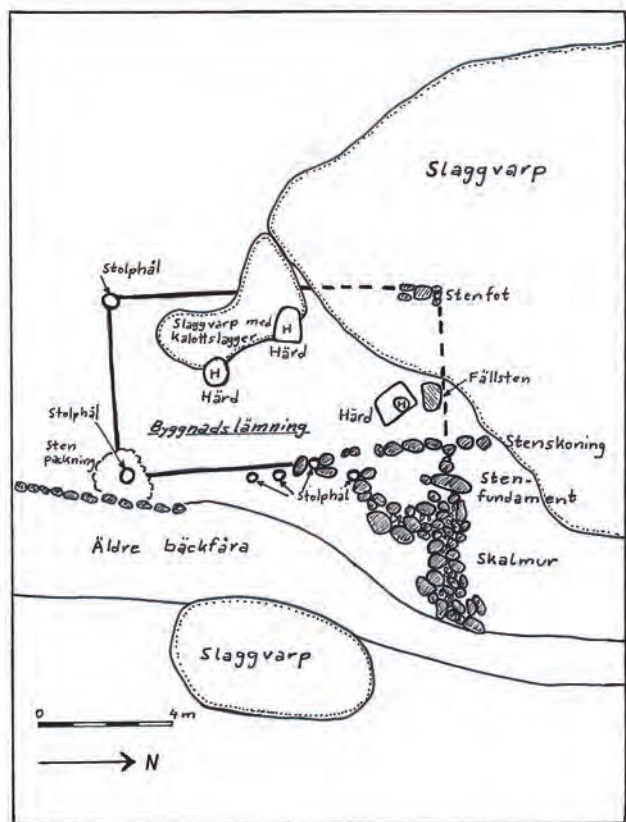 Slaggvarp
Stolphål
Stenfot
Slaggvarp med
kalottslagger
H
Härd
H
Härd
Fällsten
Härd
H
Stolphål
Sten
packning
Byggnadslämning
Stenskoning
Stolphål
Sten-
fundament
Äldre bäckfåra
Skalmur
Slaggvarp
0
4 m
N